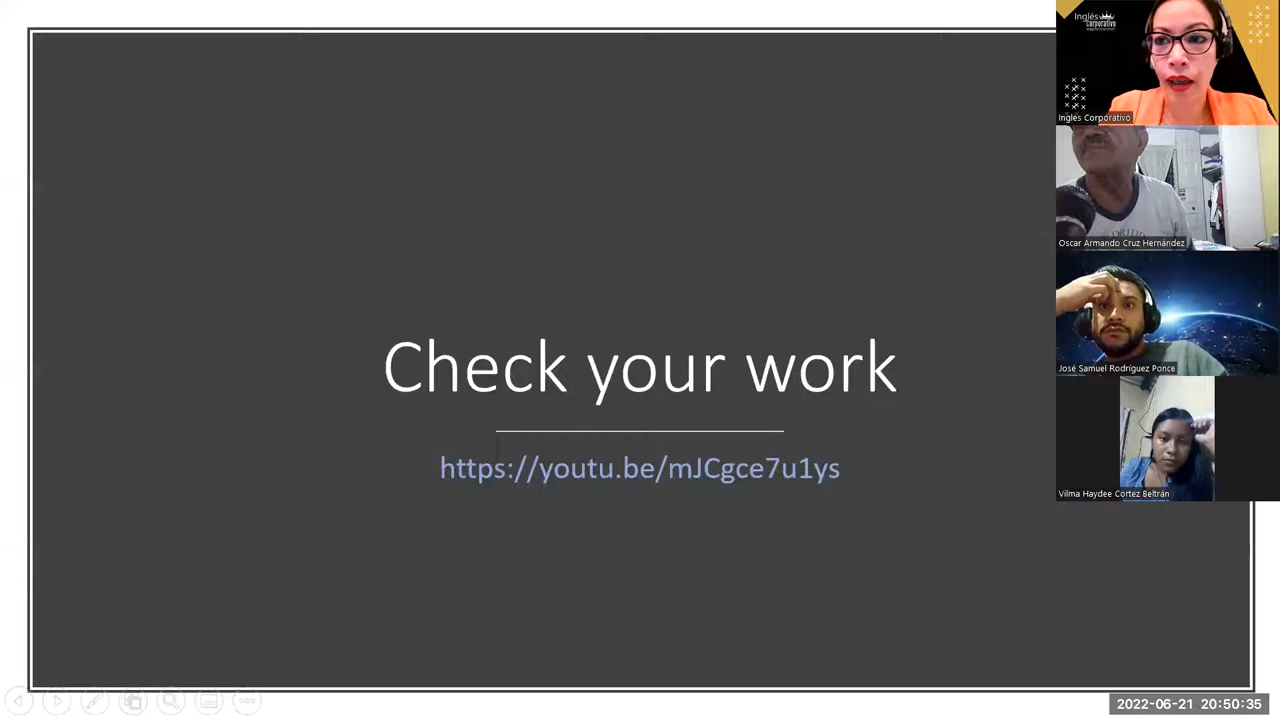 Check your work
https://youtu.be/mJCgce7u1ys
Inglés
Corporativo
Ingles Corporativo
Oscar Armando Cruz Hernández
José Samuel Rodríguez Ponce
Vilma Haydee Cortez Beltrán
2022-06-21 20:50:35